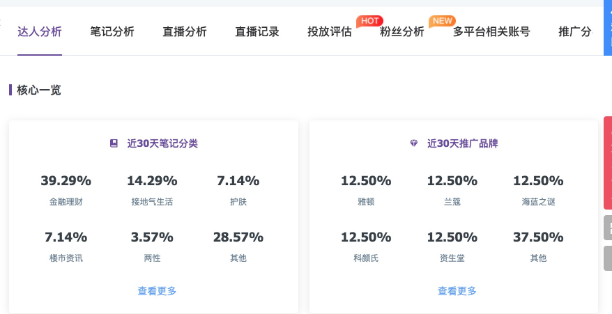 达人分析 笔记分析 直播分析 直播记录 投放评估 HOT 粉丝分析 NEW 多平台相关账号 推广分
核心一览
近30天笔记分类
39.29% 14.29% 7.14%
金融理财 接地气生活 护肤
7.14% 3.57% 28.57%
楼市资讯 两性 其他
查看更多
近30天推广品牌
12.50% 12.50% 12.50%
雅顿 兰蔻 海蓝之谜
12.50% 12.50% 37.50%
科颜氏 资生堂 其他
查看更多